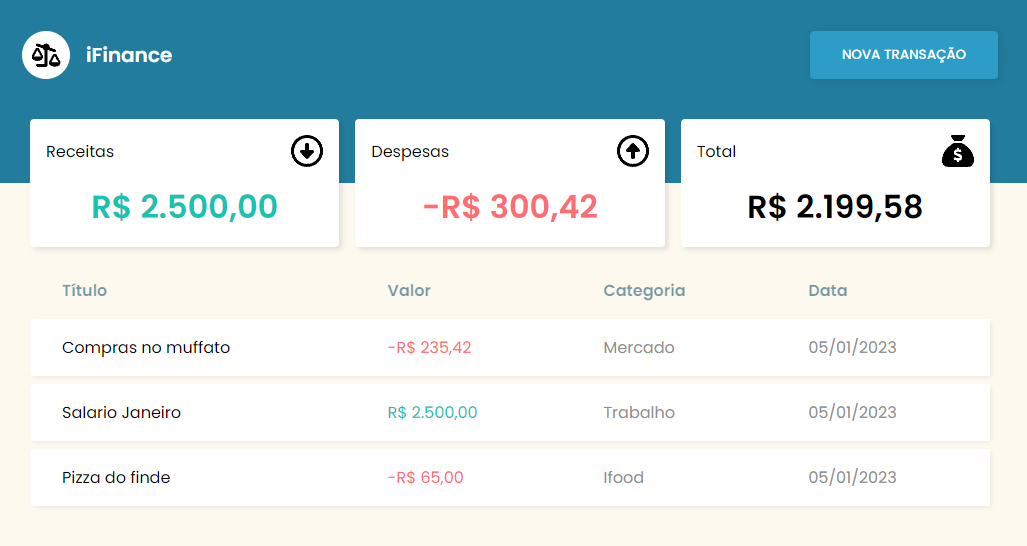 iFinance
NOVA TRANSAÇÃO
Receitas
Despesas
Total
R$ 2.500,00
-R$ 300,42
R$ 2.199,58
Título Valor Categoria Data
Compras no muffato -R$ 235,42 Mercado 05/01/2023
Salario Janeiro R$ 2.500,00 Trabalho 05/01/2023
Pizza do finde -R$ 65,00 Ifood 05/01/2023